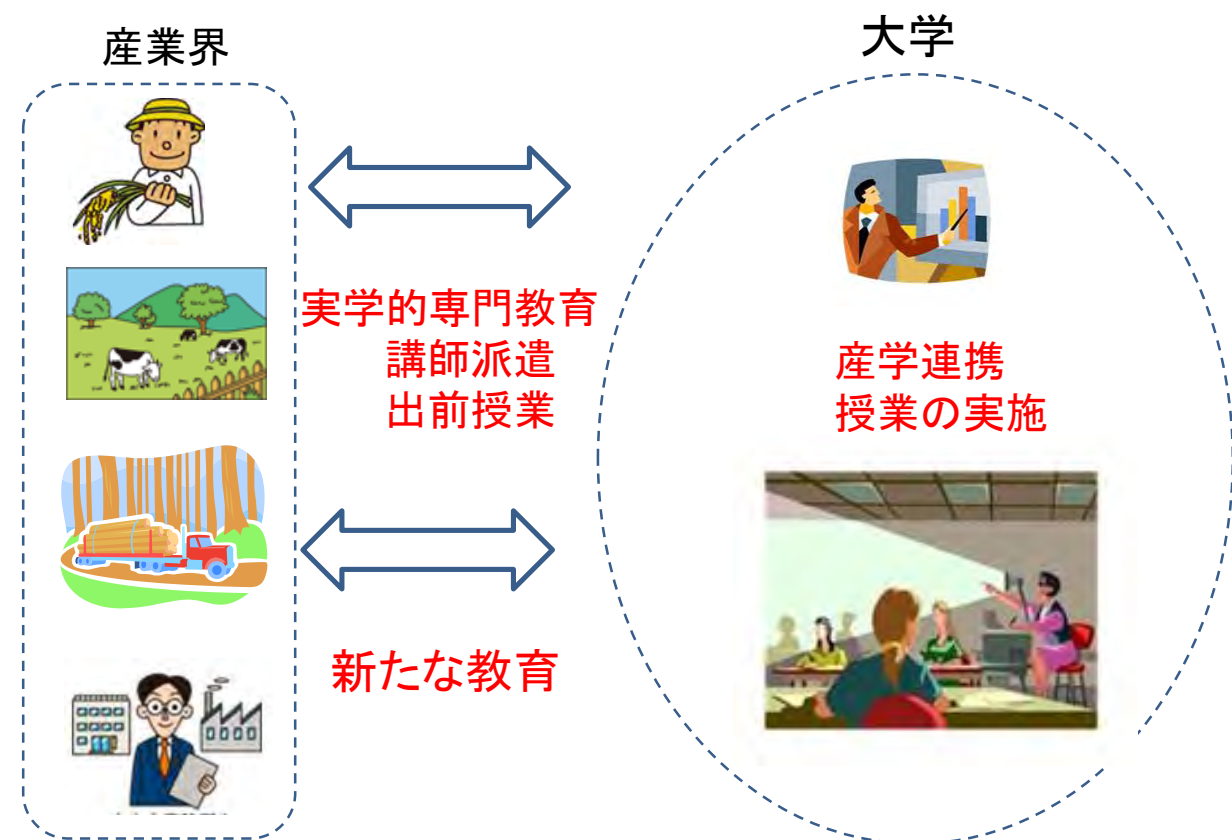 産業界
大学
実学的専門教育
講師派遣
出前授業
産学連携
授業の実施
新たな教育